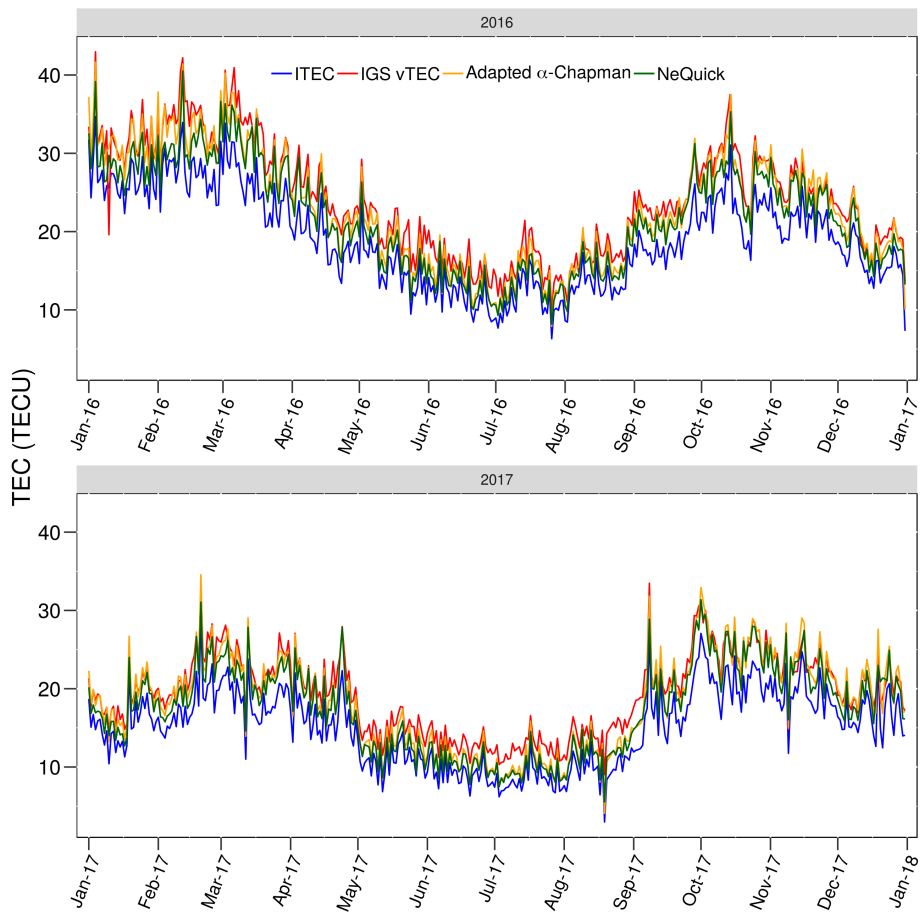 2016
ITEC IGS vTEC Adapted α-Chapman NeQuick
40
30
20
10
Jan-16 Feb-16 Mar-16 Apr-16 May-16 Jun-16 Jul-16 Aug-16 Sep-16 Oct-16 Nov-16 Dec-16 Jan-17
TEC (TECU)
2017
40
30
20
10
Jan-17 Feb-17 Mar-17 Apr-17 May-17 Jun-17 Jul-17 Aug-17 Sep-17 Oct-17 Nov-17 Dec-17 Jan-18